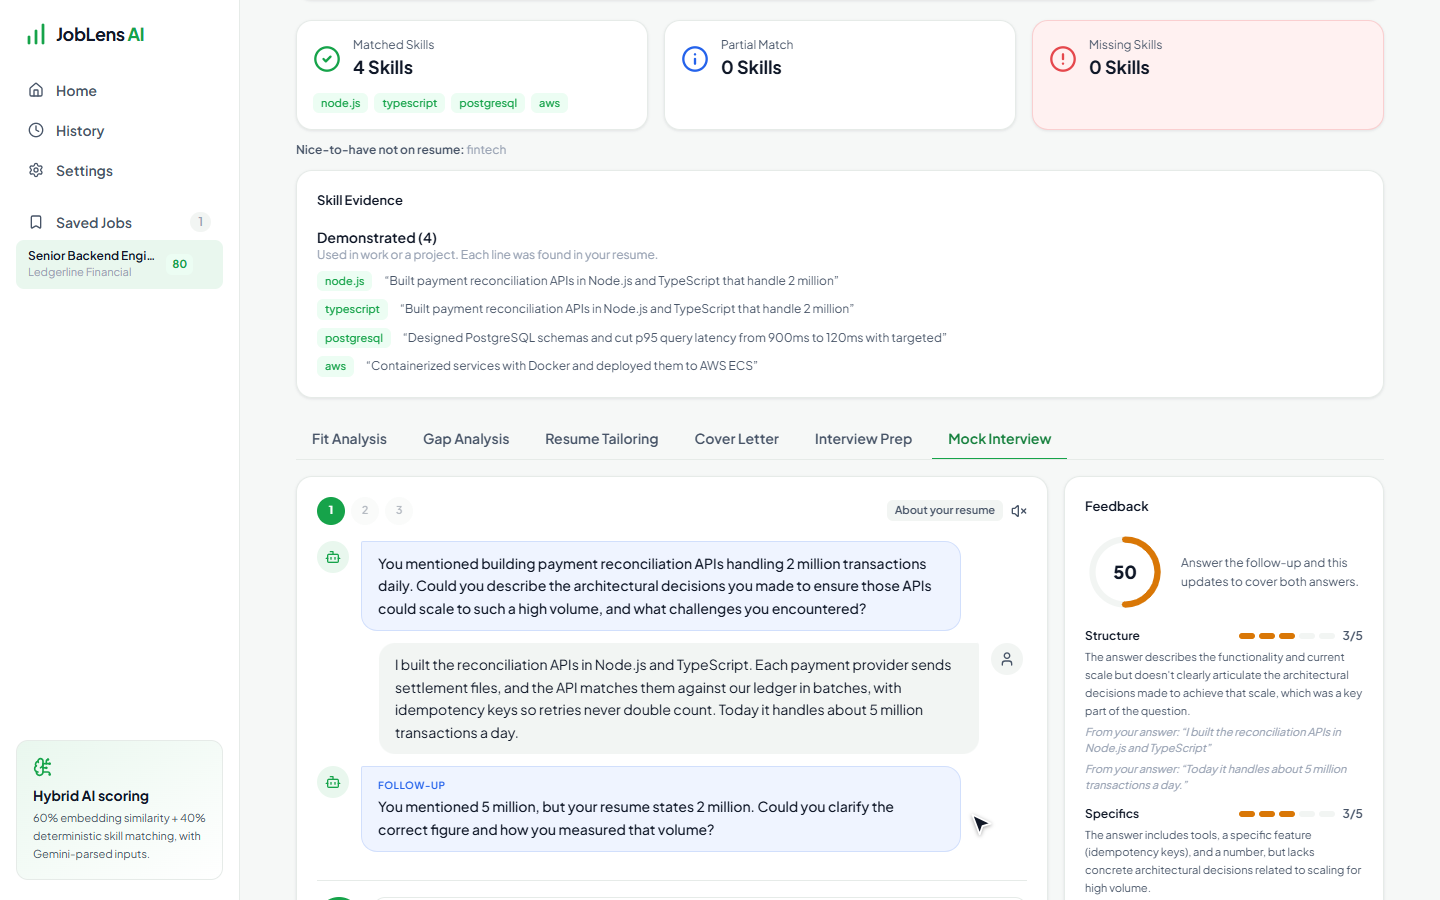 JobLens AI
Home
History
Settings
Saved Jobs 1
Senior Backend Engi...
Ledgerline Financial
80
Hybrid AI scoring
60% embedding similarity + 40%
deterministic skill matching, with
Gemini-parsed inputs.
Matched Skills
4 Skills
node.js typescript postgresql aws
Partial Match
0 Skills
Missing Skills
0 Skills
Nice-to-have not on resume: fintech
Skill Evidence
Demonstrated (4)
Used in work or a project. Each line was found in your resume.
node.js "Built payment reconciliation APIs in Node.js and TypeScript that handle 2 million"
typescript "Built payment reconciliation APIs in Node.js and TypeScript that handle 2 million"
postgresql "Designed PostgreSQL schemas and cut p95 query latency from 900ms to 120ms with targeted"
aws "Containerized services with Docker and deployed them to AWS ECS"
Fit Analysis Gap Analysis Resume Tailoring Cover Letter Interview Prep Mock Interview
1 2 3 About your resume
You mentioned building payment reconciliation APIs handling 2 million transactions
daily. Could you describe the architectural decisions you made to ensure those APIs
could scale to such a high volume, and what challenges you encountered?
I built the reconciliation APIs in Node.js and TypeScript. Each payment provider sends
settlement files, and the API matches them against our ledger in batches, with
idempotency keys so retries never double count. Today it handles about 5 million
transactions a day.
FOLLOW-UP
You mentioned 5 million, but your resume states 2 million. Could you clarify the
correct figure and how you measured that volume?
Feedback
50
Answer the follow-up and this
updates to cover both answers.
Structure 3/5
The answer describes the functionality and current
scale but doesn't clearly articulate the architectural
decisions made to achieve that scale, which was a key
part of the question.
From your answer: "I built the reconciliation APIs in
Node.js and TypeScript"
From your answer: "Today it handles about 5 million
transactions a day."
Specifics 3/5
The answer includes tools, a specific feature
(idempotency keys), and a number, but lacks
concrete architectural decisions related to scaling for
high volume.